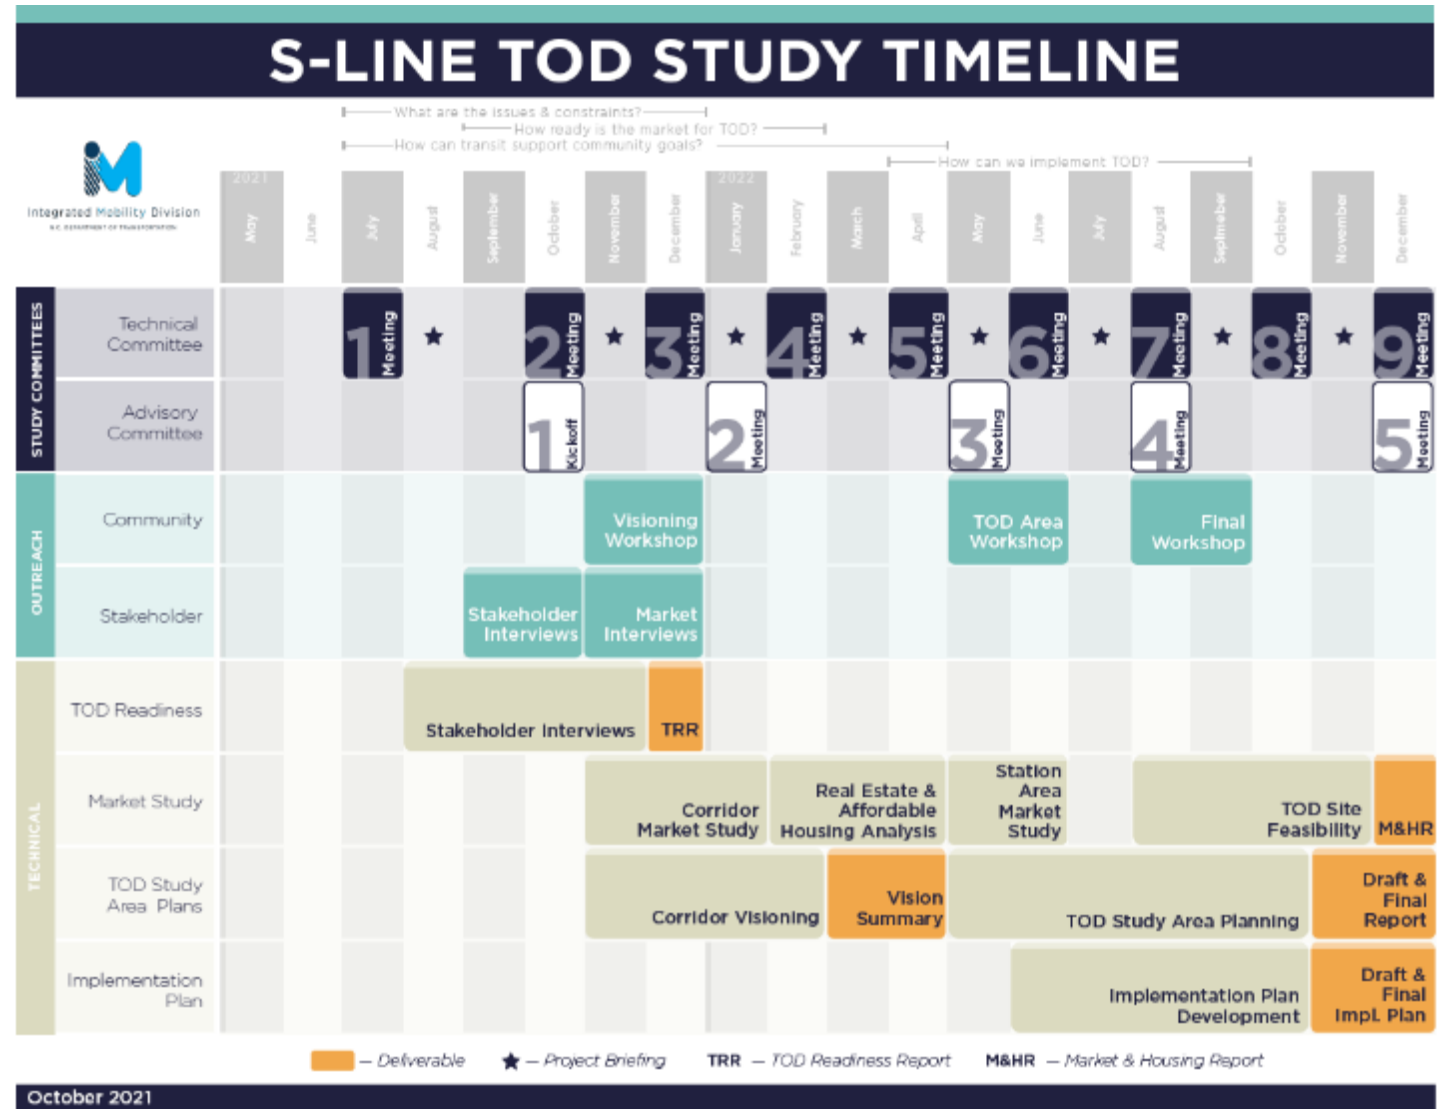 S-LINE TOD STUDY TIMELINE
What are the issues & constraints?
How ready is the market for TOD?
How can transit support community goals?
How can we implement TOD?
iM
Integrated Mobility Division
N.C. DEPARTMENT OF TRANSPORTATION
2021
2022
May
June
July
August
September
October
November
December
January
February
March
April
May
June
July
August
Septmeber
October
November
December
STUDY COMMITTEES
Technical
Committee
1 Meeting
2 Meeting
3 Meeting
4 Meeting
5 Meeting
6 Meeting
7 Meeting
8 Meeting
9 Meeting
Advisory
Committee
1 Kickoff
2 Meeting
3 Meeting
4 Meeting
5 Meeting
OUTREACH
Community
Visioning
Workshop
TOD Area
Workshop
Final
Workshop
Stakeholder
Stakeholder
Interviews
Market
Interviews
TECHNICAL
TOD Readiness
Stakeholder Interviews
TRR
Market Study
Corridor
Market Study
Real Estate &
Affordable
Housing Analysis
Station
Area
Market
Study
TOD Site
Feasibility
M&HR
TOD Study
Area Plans
Corridor Visioning
Vision
Summary
TOD Study Area Planning
Draft &
Final
Report
Implementation
Plan
Implementation Plan
Development
Draft &
Final
Impl. Plan
— Deliverable
★ — Project Briefing
TRR — TOD Readiness Report
M&HR — Market & Housing Report
October 2021